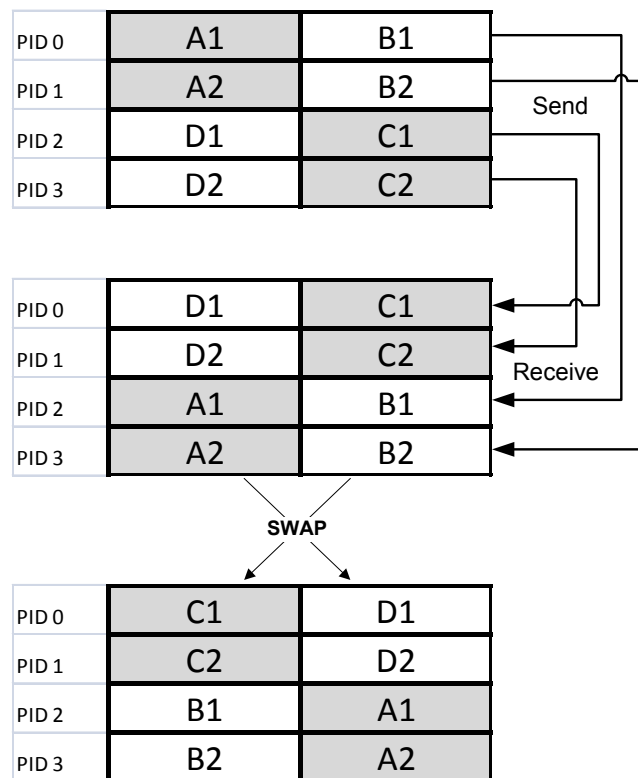 PID 0 A1 B1
PID 1 A2 B2
Send
PID 2 D1 C1
PID 3 D2 C2
PID 0 D1 C1
PID 1 D2 C2
Receive
PID 2 A1 B1
PID 3 A2 B2
SWAP
PID 0 C1 D1
PID 1 C2 D2
PID 2 B1 A1
PID 3 B2 A2